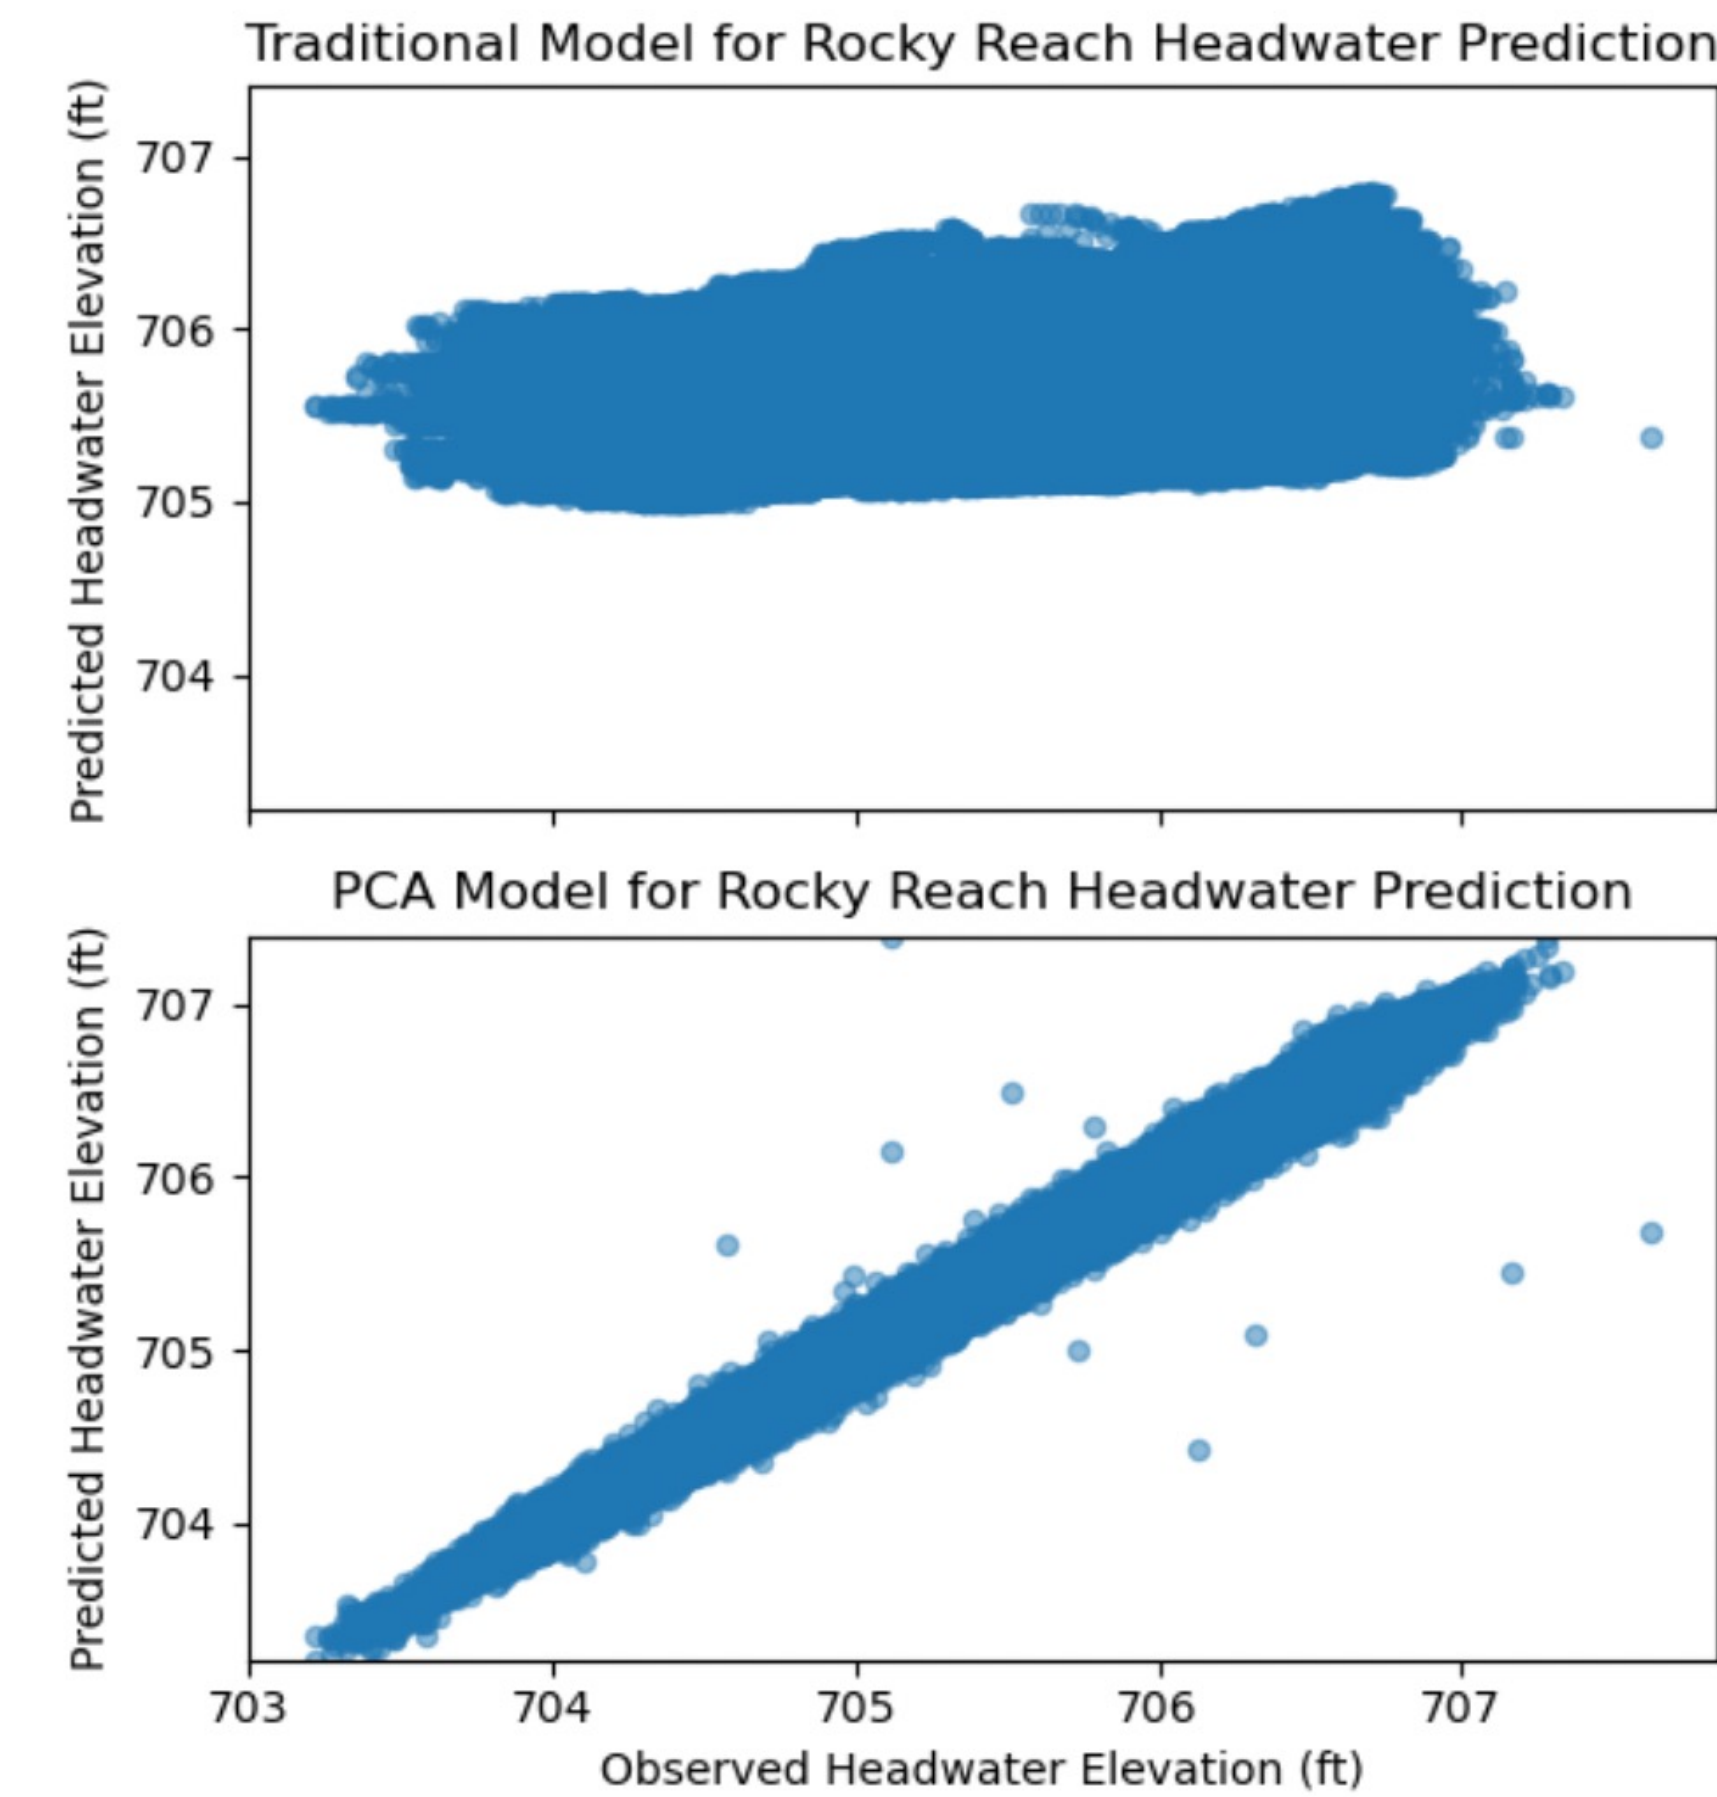 Traditional Model for Rocky Reach Headwater Prediction
Predicted Headwater Elevation (ft)
707
706
705
704
PCA Model for Rocky Reach Headwater Prediction
Predicted Headwater Elevation (ft)
707
706
705
704
703 704 705 706 707
Observed Headwater Elevation (ft)